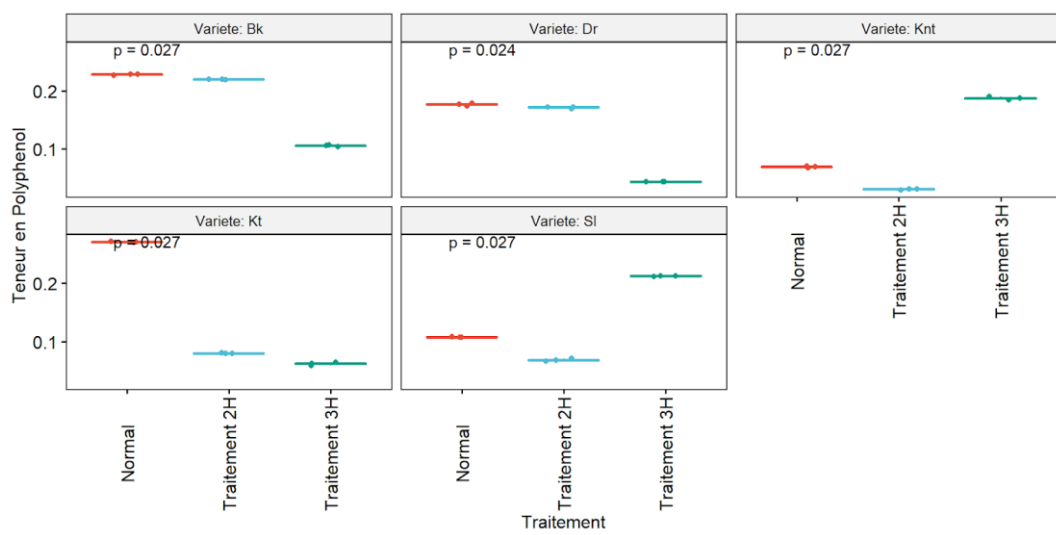 Variete: Bk
Variete: Dr
Variete: Knt
p = 0.027
p = 0.024
p = 0.027
0.2
0.1
Variete: Kt
Variete: Sl
p = 0.027
p = 0.027
0.2
0.1
Teneur en Polyphenol
Normal
Traitement 2H
Traitement 3H
Normal
Traitement 2H
Traitement 3H
Normal
Traitement 2H
Traitement 3H
Traitement